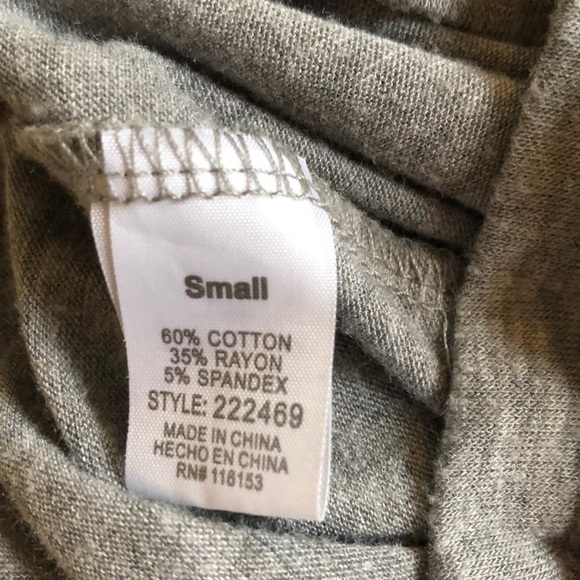 Small
60% COTTON
35% RAYON
5% SPANDEX
STYLE: 222469
MADE IN CHINA
HECHO EN CHINA
RN# 116153